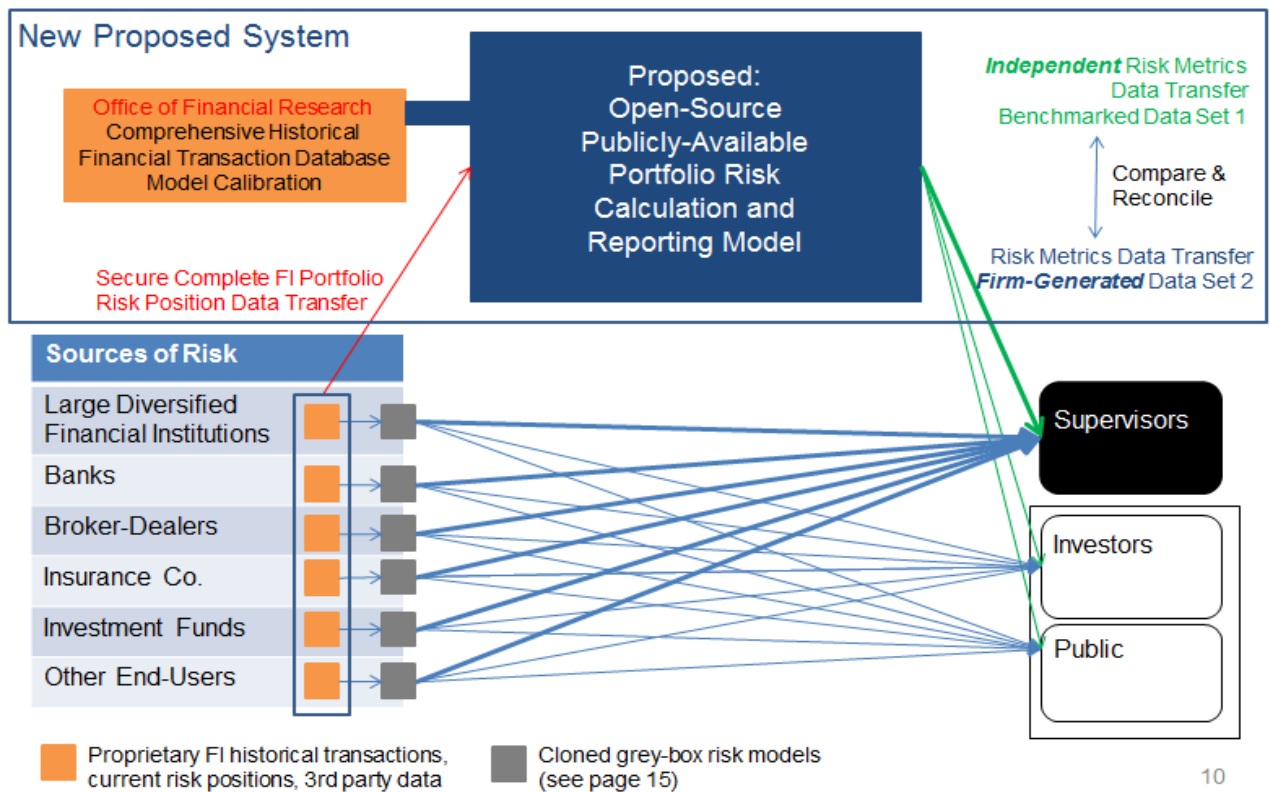 New Proposed System
Office of Financial Research
Comprehensive Historical
Financial Transaction Database
Model Calibration
Proposed:
Open-Source
Publicly-Available
Portfolio Risk
Calculation and
Reporting Model
Independent Risk Metrics
Data Transfer
Benchmarked Data Set 1
Compare &
Reconcile
Risk Metrics Data Transfer
Firm-Generated Data Set 2
Secure Complete FI Portfolio
Risk Position Data Transfer
Sources of Risk
Large Diversified
Financial Institutions
Banks
Broker-Dealers
Insurance Co.
Investment Funds
Other End-Users
Supervisors
Investors
Public
Proprietary FI historical transactions,
current risk positions, 3rd party data
Cloned grey-box risk models
(see page 15)
10